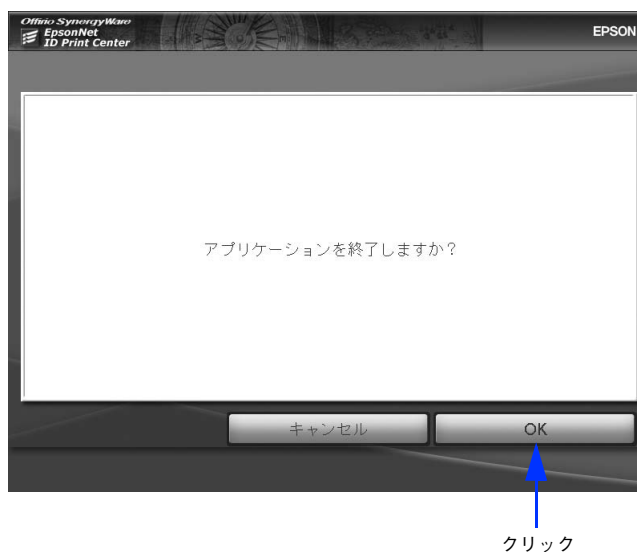 Offirio SynergyWare
EpsonNet
ID Print Center
EPSON
アプリケーションを終了しますか？
キャンセル
OK
クリック